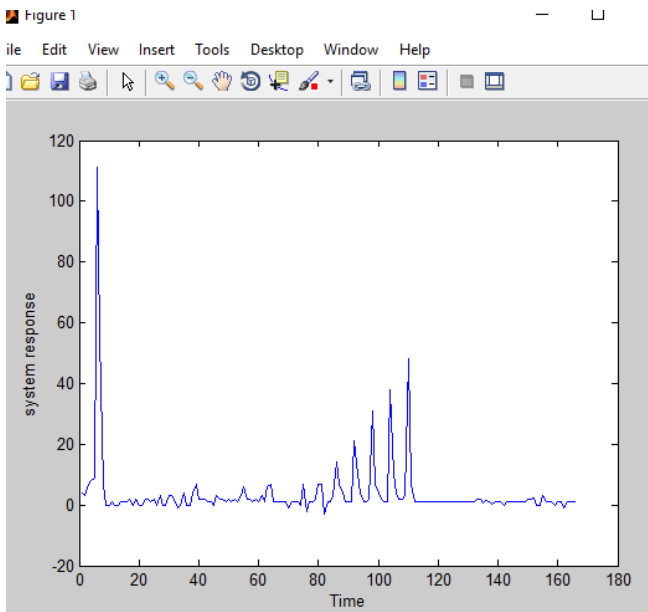 Figure 1
ile Edit View Insert Tools Desktop Window Help
120
100
80
60
40
20
0
-20
system response
0 20 40 60 80 100 120 140 160 180
Time